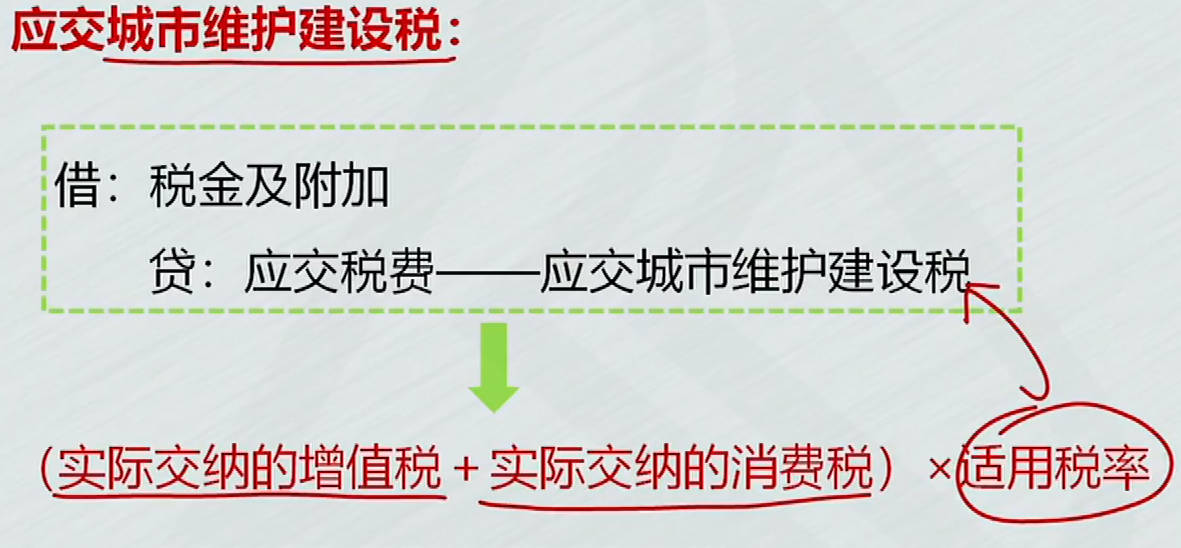 应交城市维护建设税：
借：税金及附加
贷：应交税费——应交城市维护建设税
（实际交纳的增值税+实际交纳的消费税）×适用税率